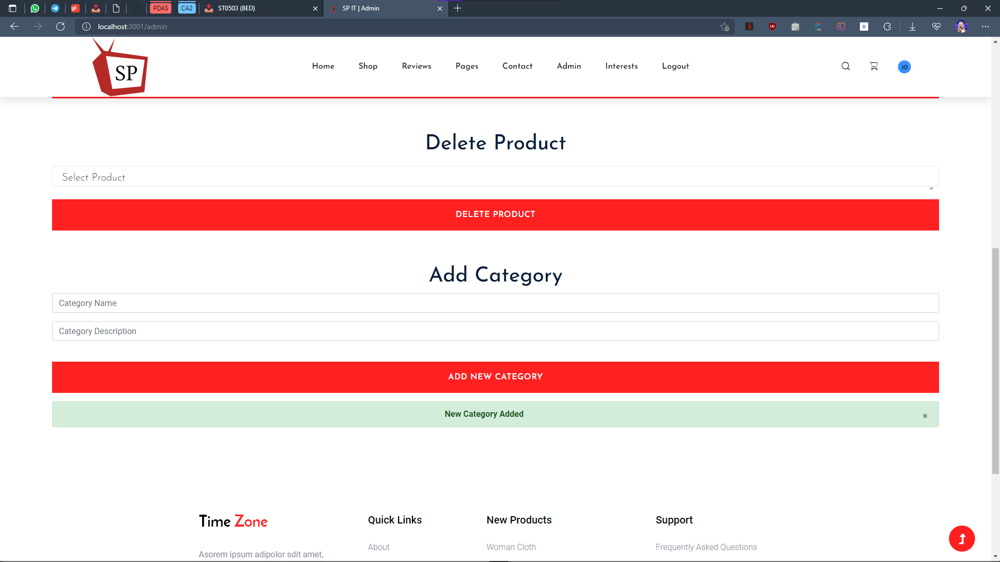 PDAS
CA2
ST0503 (BED)
SP IT | Admin
localhost:3001/admin
SP
Home
Shop
Reviews
Pages
Contact
Admin
Interests
Logout
JO
Delete Product
Select Product
DELETE PRODUCT
Add Category
Category Name
Category Description
ADD NEW CATEGORY
New Category Added
Time Zone
Quick Links
New Products
Support
About
Woman Cloth
Frequently Asked Questions
Asorem ipsum adipolor sdit amet,